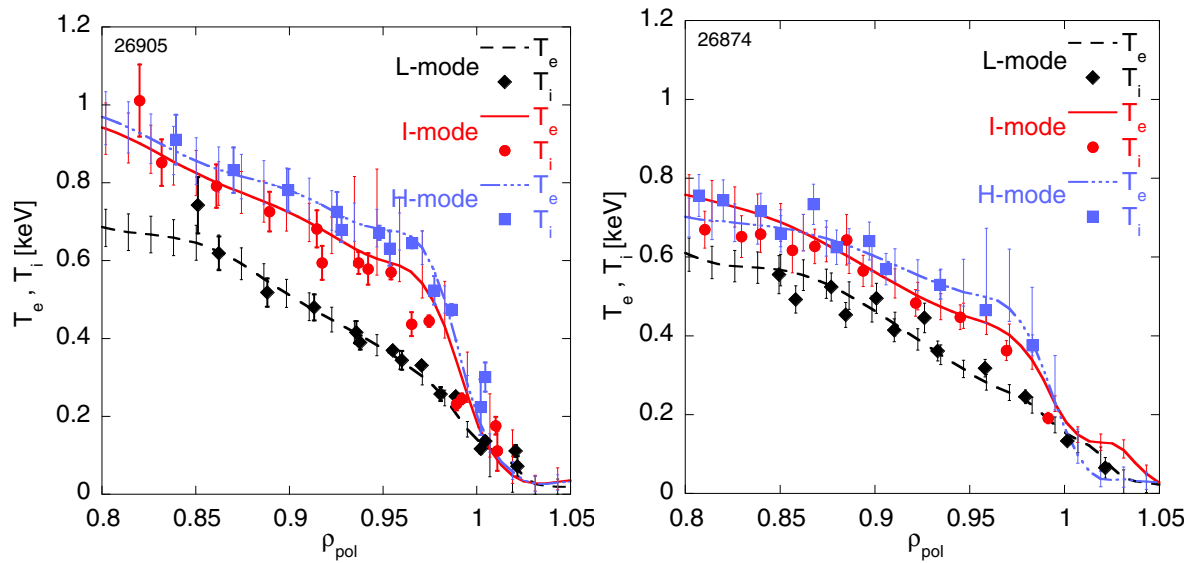 26905
L-mode
T_e
T_i
I-mode
T_e
T_i
H-mode
T_e
T_i
1.2
1
0.8
0.6
0.4
0.2
0
T_e , T_i [keV]
0.8 0.85 0.9 0.95 1 1.05
ρ_pol
26874
L-mode
T_e
T_i
I-mode
T_e
T_i
H-mode
T_e
T_i
1.2
1
0.8
0.6
0.4
0.2
0
T_e , T_i [keV]
0.8 0.85 0.9 0.95 1 1.05
ρ_pol